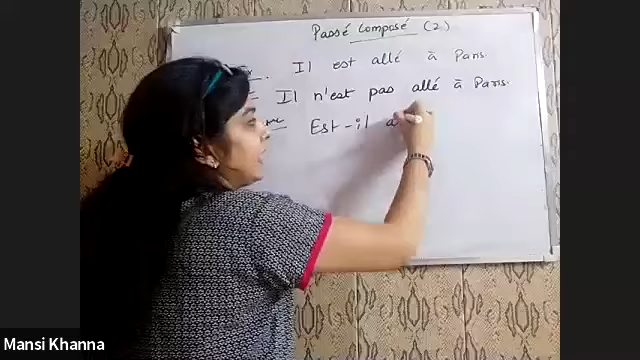 Passé Composé (2)
Il est allé à Paris.
Il n'est pas allé à Paris.
Est-il a
Mansi Khanna